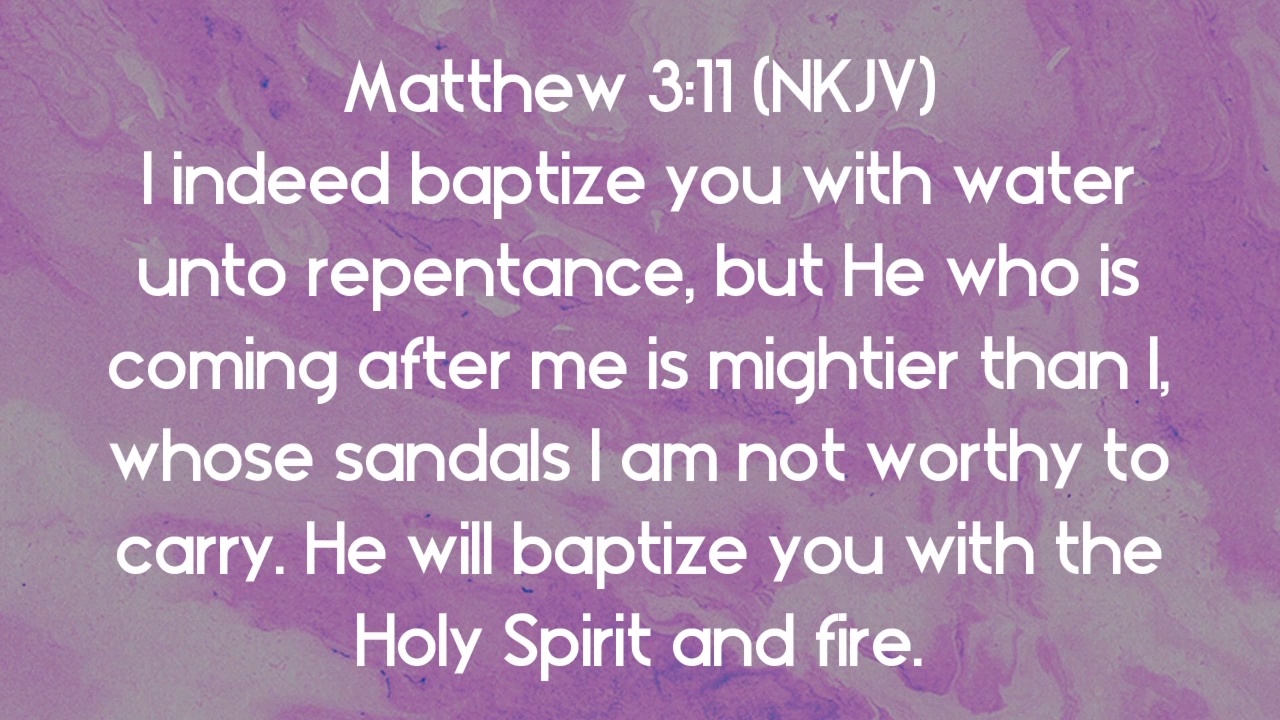 Matthew 3:11 (NKJV)
I indeed baptize you with water
unto repentance, but He who is
coming after me is mightier than I,
whose sandals I am not worthy to
carry. He will baptize you with the
Holy Spirit and fire.